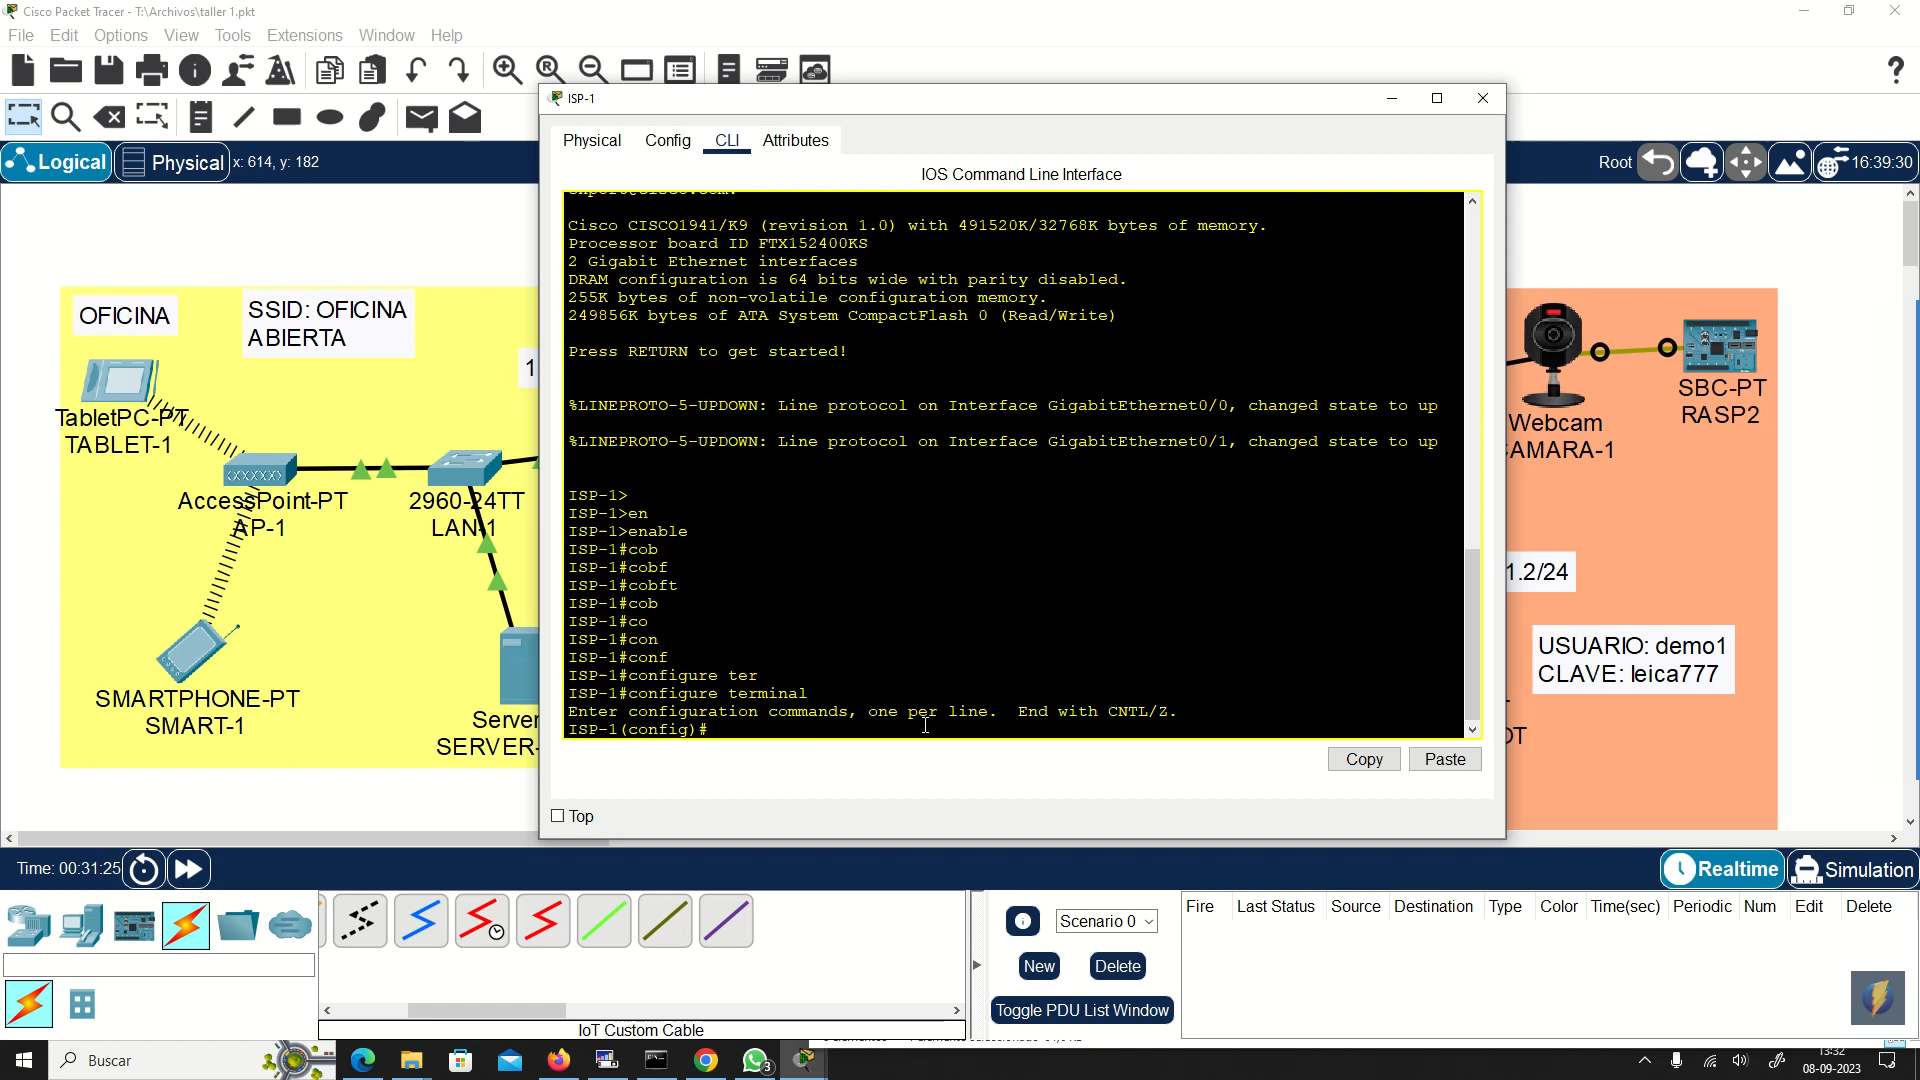 Cisco Packet Tracer - T:\Archivos\taller 1.pkt
File Edit Options View Tools Extensions Window Help
ISP-1
Physical Config CLI Attributes
Logical Physical x: 614, y: 182
Root 16:39:30
IOS Command Line Interface
Cisco CISCO1941/K9 (revision 1.0) with 491520K/32768K bytes of memory.
Processor board ID FTX152400KS
2 Gigabit Ethernet interfaces
DRAM configuration is 64 bits wide with parity disabled.
255K bytes of non-volatile configuration memory.
249856K bytes of ATA System CompactFlash 0 (Read/Write)
Press RETURN to get started!
%LINEPROTO-5-UPDOWN: Line protocol on Interface GigabitEthernet0/0, changed state to up
%LINEPROTO-5-UPDOWN: Line protocol on Interface GigabitEthernet0/1, changed state to up
ISP-1>
ISP-1>en
ISP-1>enable
ISP-1#cob
ISP-1#cobf
ISP-1#cobft
ISP-1#cob
ISP-1#co
ISP-1#con
ISP-1#conf
ISP-1#configure ter
ISP-1#configure terminal
Enter configuration commands, one per line. End with CNTL/Z.
ISP-1(config)#
Copy Paste
Top
OFICINA
SSID: OFICINA
ABIERTA
1
TabletPC-PT
TABLET-1
AccessPoint-PT
AP-1
2960-24TT
LAN-1
SMARTPHONE-PT
SMART-1
Server
SERVER-
Webcam
AMARA-1
SBC-PT
RASP2
1.2/24
USUARIO: demo1
CLAVE: leica777
OT
Time: 00:31:25
Realtime Simulation
Scenario 0
New Delete
Toggle PDU List Window
Fire Last Status Source Destination Type Color Time(sec) Periodic Num Edit Delete
IoT Custom Cable
Buscar
3
13:32
08-09-2023